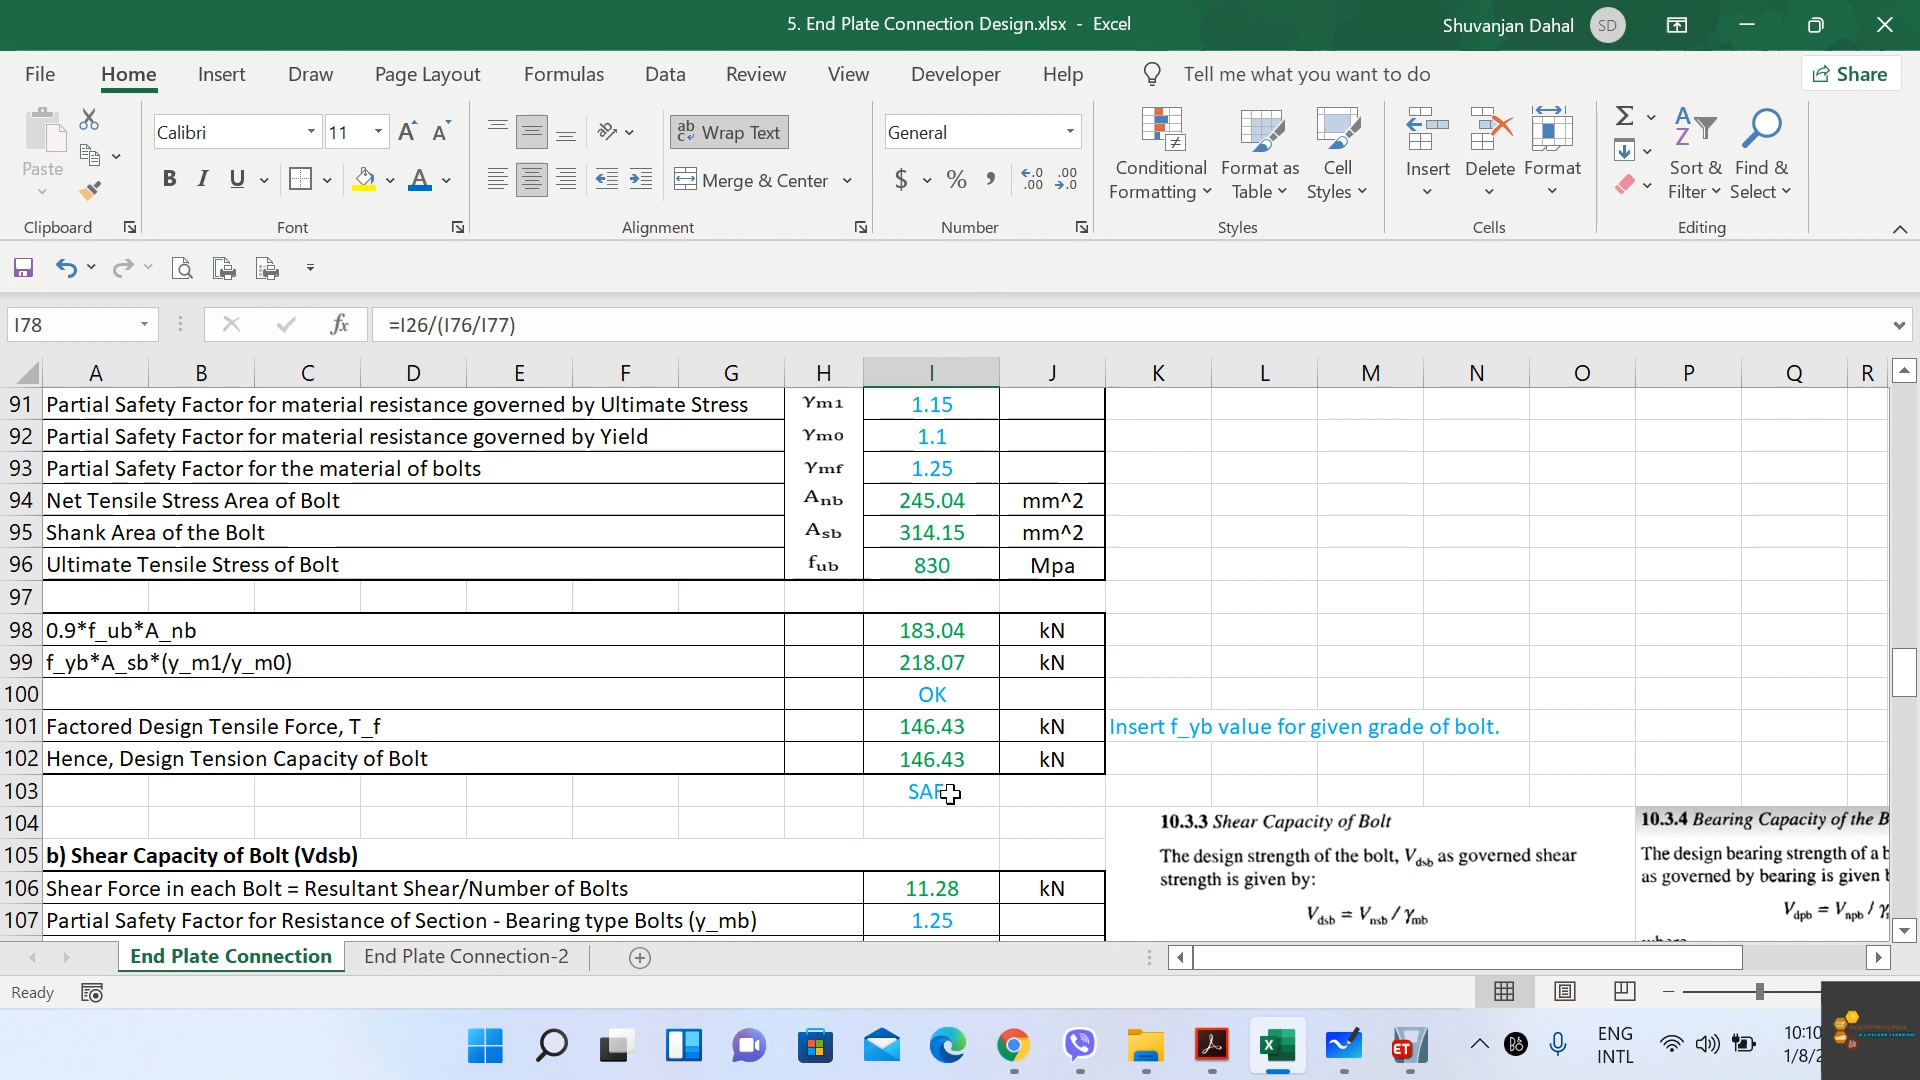 5. End Plate Connection Design.xlsx - Excel
Shuvanjan Dahal SD
File Home Insert Draw Page Layout Formulas Data Review View Developer Help Tell me what you want to do Share
Calibri 11 Wrap Text General
Paste
B I U Merge & Center $ % ,
Conditional Formatting
Format as Table
Cell Styles
Insert Delete Format
Sort & Filter
Find & Select
Clipboard Font Alignment Number Styles Cells Editing
I78 fx =I26/(I76/I77)
A B C D E F G H I J K L M N O P Q R
91 Partial Safety Factor for material resistance governed by Ultimate Stress γm1 1.15
92 Partial Safety Factor for material resistance governed by Yield γm0 1.1
93 Partial Safety Factor for the material of bolts γmf 1.25
94 Net Tensile Stress Area of Bolt Anb 245.04 mm^2
95 Shank Area of the Bolt Asb 314.15 mm^2
96 Ultimate Tensile Stress of Bolt fub 830 Mpa
97
98 0.9*f_ub*A_nb 183.04 kN
99 f_yb*A_sb*(y_m1/y_m0) 218.07 kN
100 OK
101 Factored Design Tensile Force, T_f 146.43 kN Insert f_yb value for given grade of bolt.
102 Hence, Design Tension Capacity of Bolt 146.43 kN
103
104
105 b) Shear Capacity of Bolt (Vdsb)
106 Shear Force in each Bolt = Resultant Shear/Number of Bolts 11.28 kN
107 Partial Safety Factor for Resistance of Section - Bearing type Bolts (y_mb) 1.25
10.3.3 Shear Capacity of Bolt
The design strength of the bolt, Vdsb as governed shear
strength is given by:
Vdsb = Vnsb / γmb
10.3.4 Bearing Capacity of the B
The design bearing strength of a b
as governed by bearing is given
Vdpb = Vnpb / γ
End Plate Connection End Plate Connection-2
Ready
ENG
INTL
10:10
1/8/2